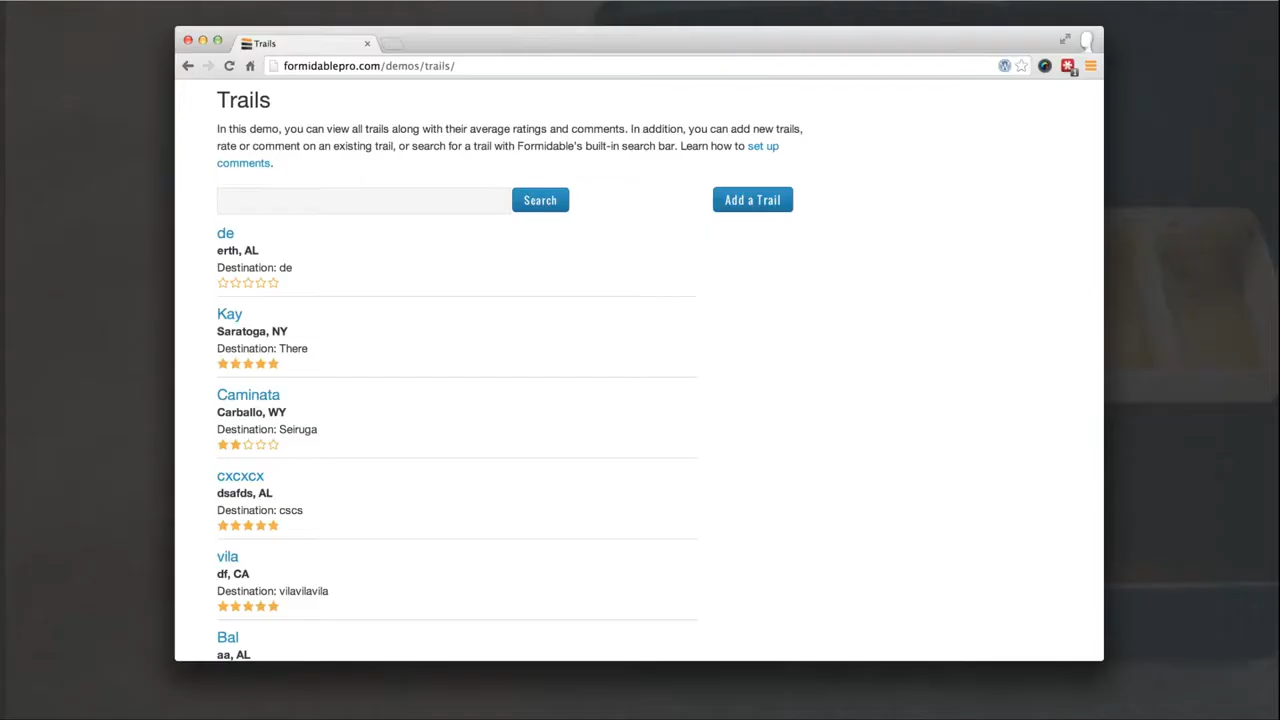 Trails
formidablepro.com/demos/trails/
Trails
In this demo, you can view all trails along with their average ratings and comments. In addition, you can add new trails,
rate or comment on an existing trail, or search for a trail with Formidable's built-in search bar. Learn how to set up
comments.
Search
Add a Trail
de
erth, AL
Destination: de
Kay
Saratoga, NY
Destination: There
Caminata
Carballo, WY
Destination: Seiruga
cxcxcx
dsafds, AL
Destination: cscs
vila
df, CA
Destination: vilavilavila
Bal
aa, AL